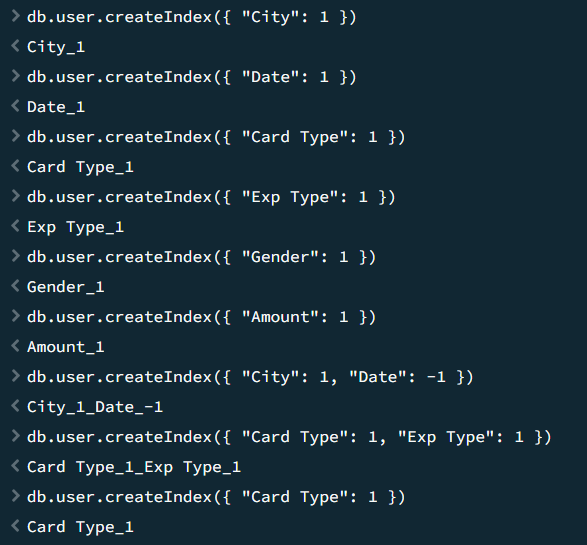 > db.user.createIndex({ "City": 1 })
< City_1
> db.user.createIndex({ "Date": 1 })
< Date_1
> db.user.createIndex({ "Card Type": 1 })
< Card Type_1
> db.user.createIndex({ "Exp Type": 1 })
< Exp Type_1
> db.user.createIndex({ "Gender": 1 })
< Gender_1
> db.user.createIndex({ "Amount": 1 })
< Amount_1
> db.user.createIndex({ "City": 1, "Date": -1 })
< City_1_Date_-1
> db.user.createIndex({ "Card Type": 1, "Exp Type": 1 })
< Card Type_1_Exp Type_1
> db.user.createIndex({ "Card Type": 1 })
< Card Type_1